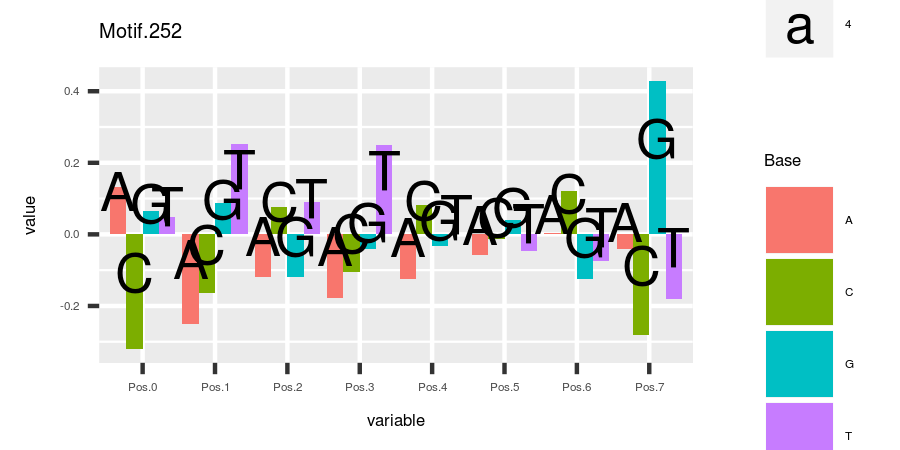 Motif.252
a 4
value
0.4
0.2
0.0
-0.2
A C G T
A C G T
A C G T
A C G T
A C G T
A C G T
A C G T
A C G T
Pos.0 Pos.1 Pos.2 Pos.3 Pos.4 Pos.5 Pos.6 Pos.7
variable
Base
A
C
G
T